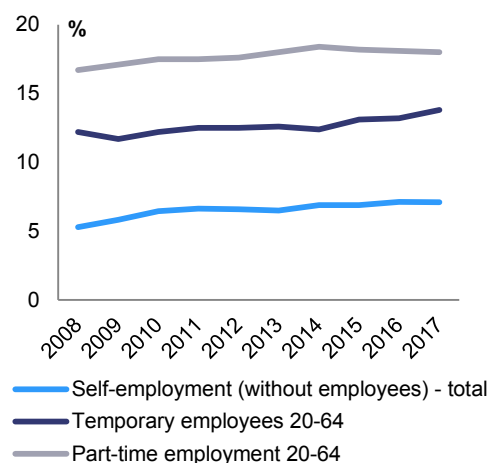 20
%
15
10
5
0
2008 2009 2010 2011 2012 2013 2014 2015 2016 2017
Self-employment (without employees) - total
Temporary employees 20-64
Part-time employment 20-64